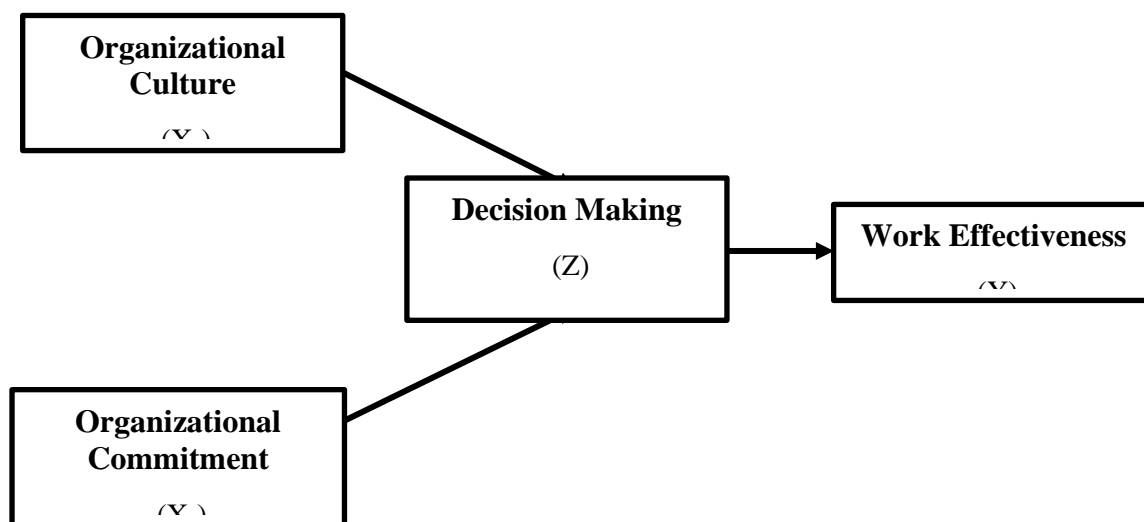 Organizational
Culture
Decision Making
(Z)
Work Effectiveness
Organizational
Commitment